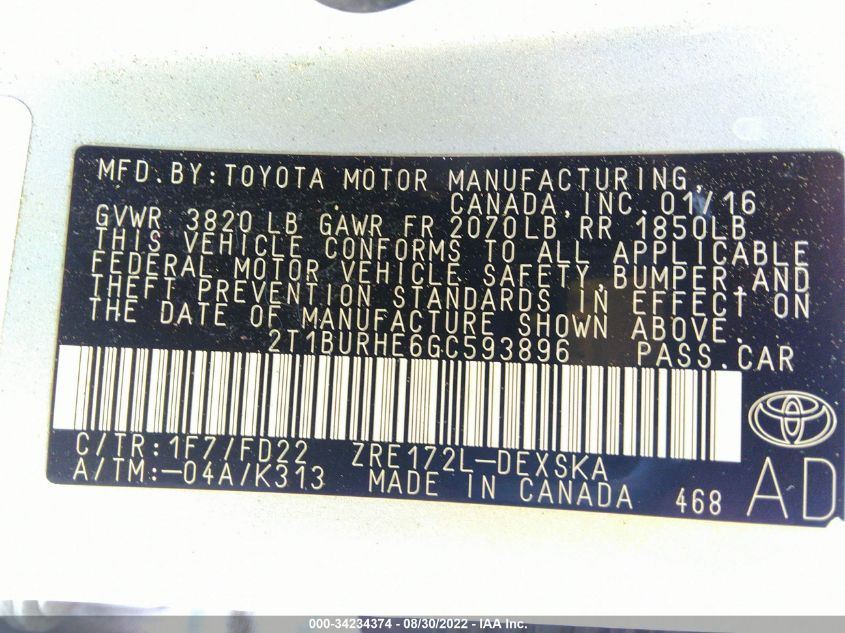 MFD.BY:TOYOTA MOTOR MANUFACTURING,
CANADA,INC.01/16
GVWR 3820 LB GAWR FR 2070LB RR 1850LB
THIS VEHICLE CONFORMS TO ALL APPLICABLE
FEDERAL MOTOR VEHICLE SAFETY,BUMPER,AND
THEFT PREVENTION STANDARDS IN EFFECT ON
THE DATE OF MANUFACTURE SHOWN ABOVE.
2T1BURHE6GC593896 PASS.CAR
C/TR:1F7/FD22 ZRE172L-DEXSKA
A/TM:-04A/K313 MADE IN CANADA 468 AD
000-34234374 - 08/30/2022 - IAA Inc.